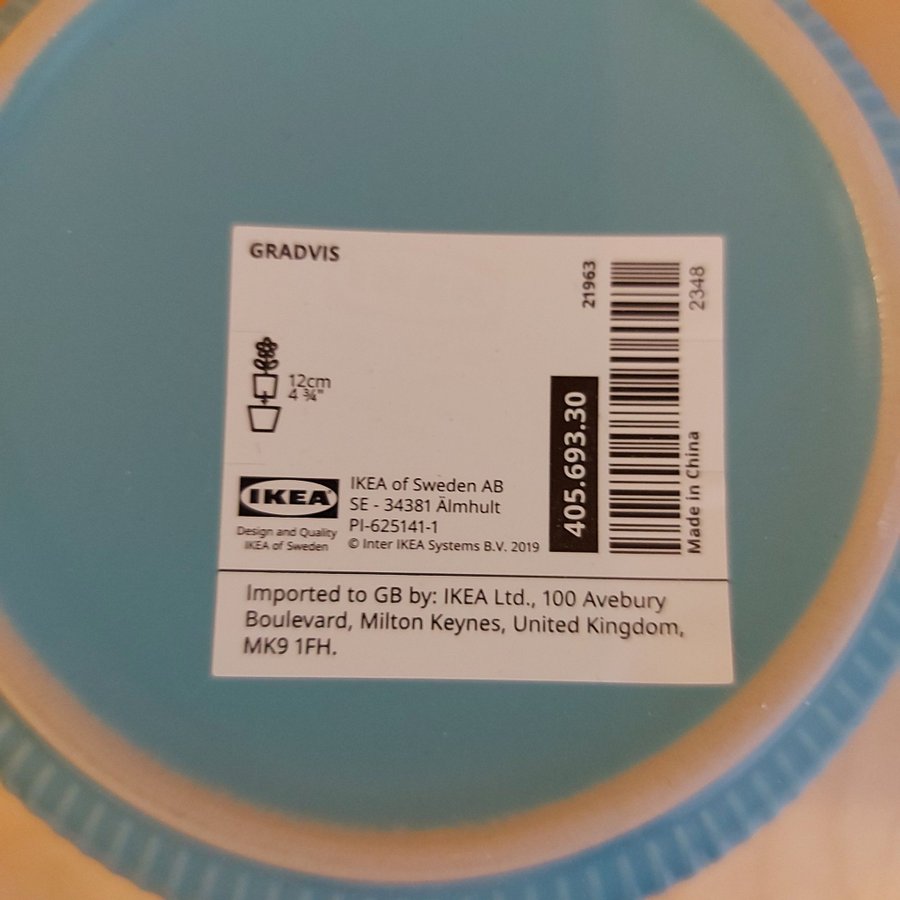 GRADVIS
21963
2348
12cm
4 ¾"
405.693.30
Made in China
IKEA
Design and Quality
IKEA of Sweden
IKEA of Sweden AB
SE - 34381 Älmhult
PI-625141-1
© Inter IKEA Systems B.V. 2019
Imported to GB by: IKEA Ltd., 100 Avebury
Boulevard, Milton Keynes, United Kingdom,
MK9 1FH.